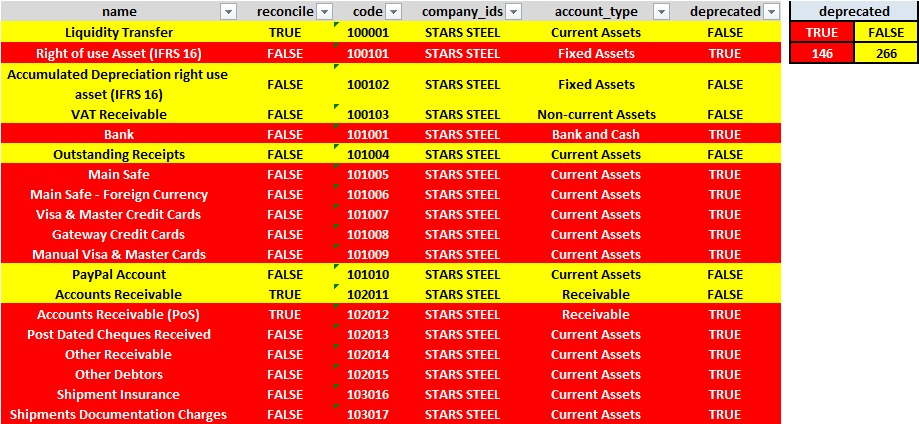 name reconcile code company_ids account_type deprecated deprecated
Liquidity Transfer TRUE 100001 STARS STEEL Current Assets FALSE TRUE FALSE
Right of use Asset (IFRS 16) FALSE 100101 STARS STEEL Fixed Assets TRUE 146 266
Accumulated Depreciation right use
asset (IFRS 16) FALSE 100102 STARS STEEL Fixed Assets FALSE
VAT Receivable FALSE 100103 STARS STEEL Non-current Assets FALSE
Bank FALSE 101001 STARS STEEL Bank and Cash TRUE
Outstanding Receipts FALSE 101004 STARS STEEL Current Assets FALSE
Main Safe FALSE 101005 STARS STEEL Current Assets TRUE
Main Safe - Foreign Currency FALSE 101006 STARS STEEL Current Assets TRUE
Visa & Master Credit Cards FALSE 101007 STARS STEEL Current Assets TRUE
Gateway Credit Cards FALSE 101008 STARS STEEL Current Assets TRUE
Manual Visa & Master Cards FALSE 101009 STARS STEEL Current Assets TRUE
PayPal Account FALSE 101010 STARS STEEL Current Assets FALSE
Accounts Receivable TRUE 102011 STARS STEEL Receivable FALSE
Accounts Receivable (PoS) TRUE 102012 STARS STEEL Receivable TRUE
Post Dated Cheques Received FALSE 102013 STARS STEEL Current Assets TRUE
Other Receivable FALSE 102014 STARS STEEL Current Assets TRUE
Other Debtors FALSE 102015 STARS STEEL Current Assets TRUE
Shipment Insurance FALSE 103016 STARS STEEL Current Assets TRUE
Shipments Documentation Charges FALSE 103017 STARS STEEL Current Assets TRUE